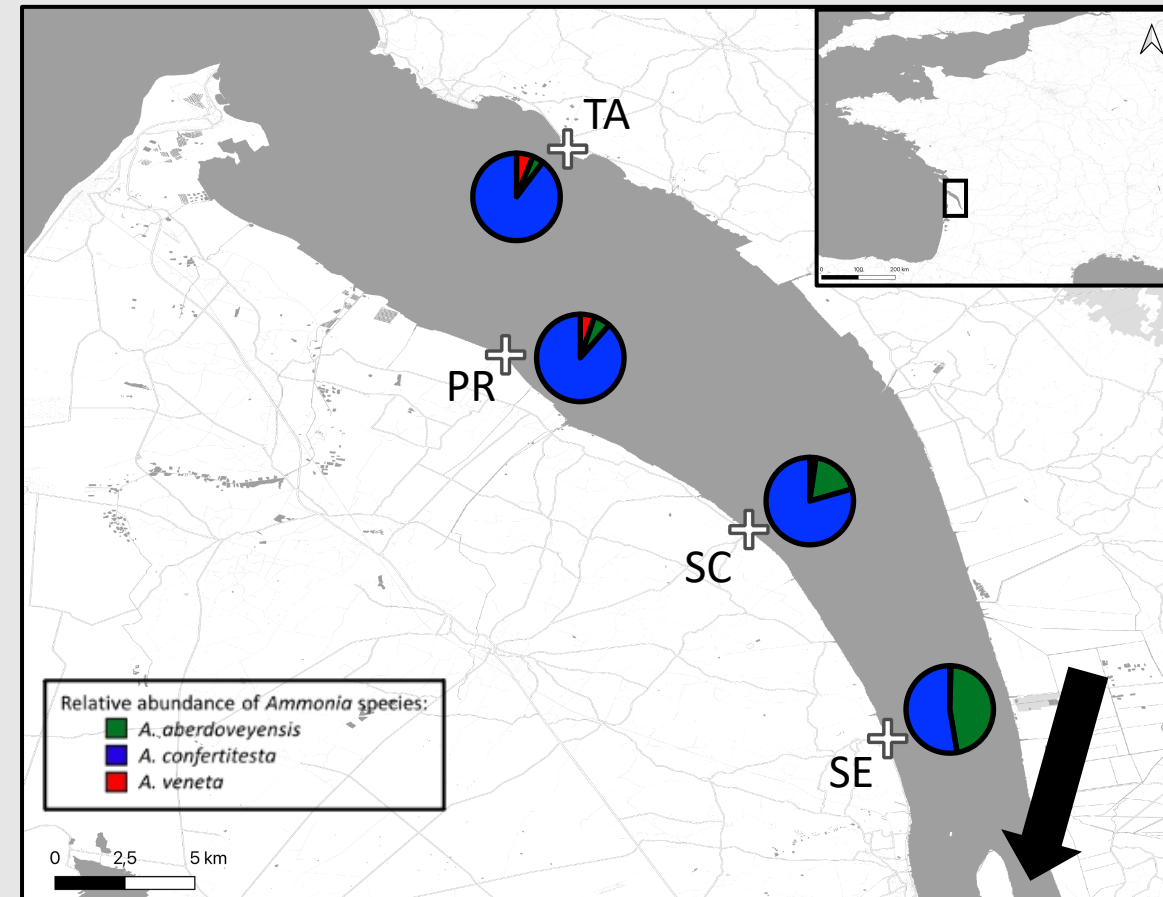 TA
PR
SC
SE
0 100 200 km
Relative abundance of Ammonia species:
A. aberdoveyensis
A. confertitesta
A. veneta
0 2,5 5 km